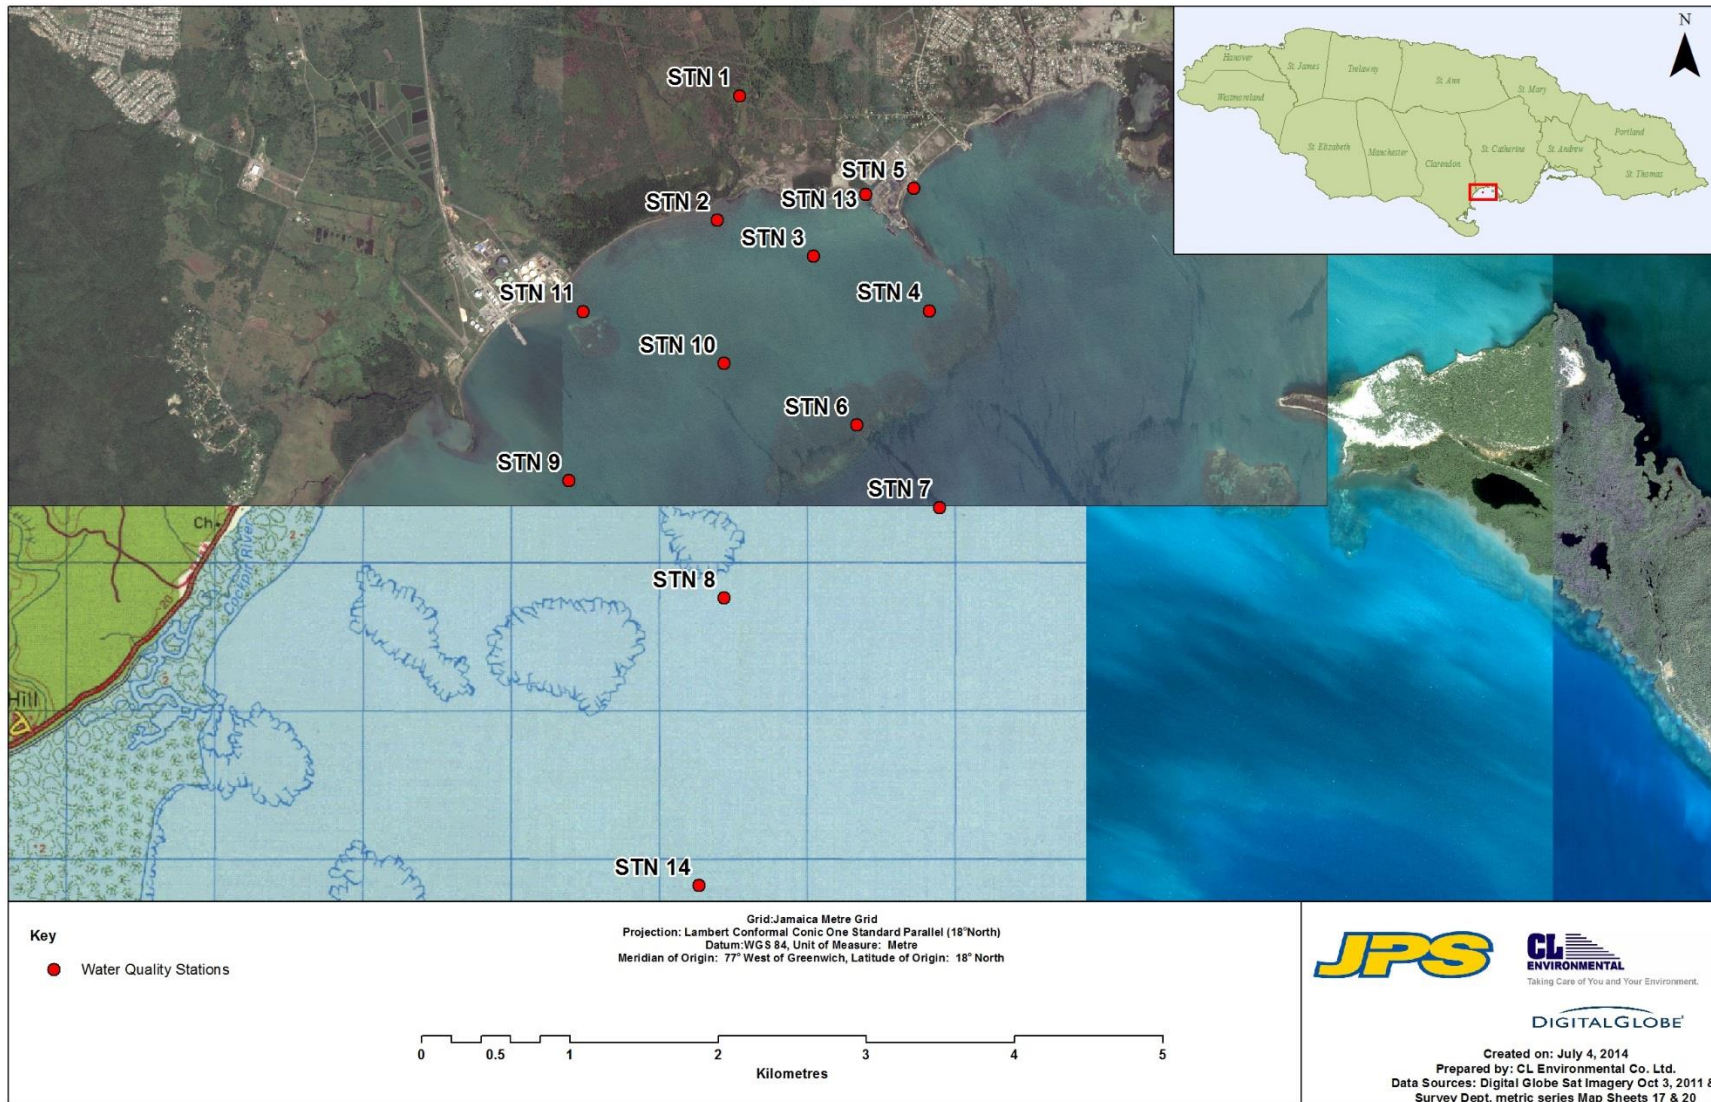 N
Hanover
St. James
Trelawny
St. Ann
St. Mary
Westmoreland
Portland
St. Elizabeth
Manchester
Clarendon
St. Catherine
St. Andrew
St. Thomas
STN 1
STN 5
STN 13
STN 2
STN 3
STN 11
STN 4
STN 10
STN 6
STN 9
STN 7
Ch
2
Cockpit River
STN 8
20
2
Hill
2
STN 14
Key
Water Quality Stations
Grid:Jamaica Metre Grid
Projection: Lambert Conformal Conic One Standard Parallel (18°North)
Datum:WGS 84, Unit of Measure: Metre
Meridian of Origin: 77° West of Greenwich, Latitude of Origin: 18° North
0 0.5 1 2 3 4 5
Kilometres
JPS
CL
ENVIRONMENTAL
Taking Care of You and Your Environment.
DIGITALGLOBE
Created on: July 4, 2014
Prepared by: CL Environmental Co. Ltd.
Data Sources: Digital Globe Sat Imagery Oct 3, 2011 &
Survey Dept. metric series Map Sheets 17 & 20